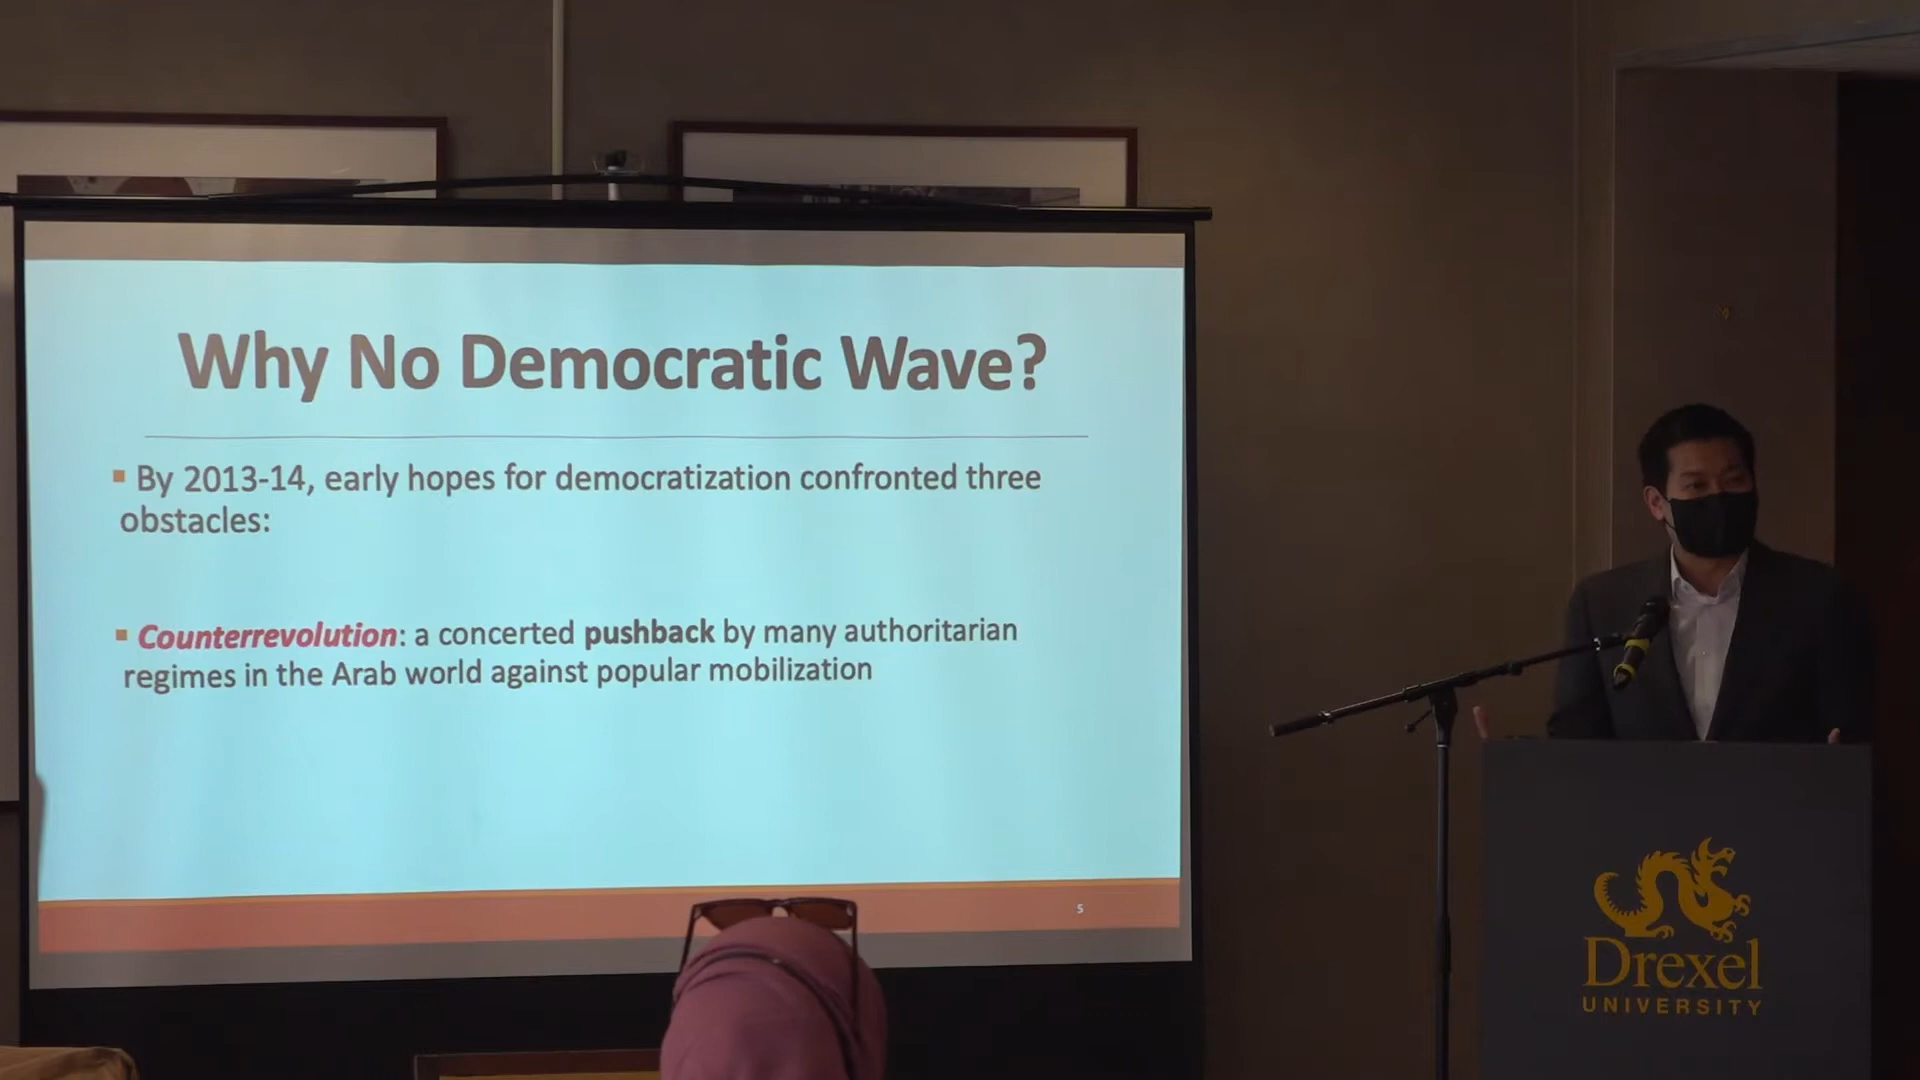 Why No Democratic Wave?
▪ By 2013-14, early hopes for democratization confronted three
obstacles:
▪ Counterrevolution: a concerted pushback by many authoritarian
regimes in the Arab world against popular mobilization
5
Drexel
UNIVERSITY